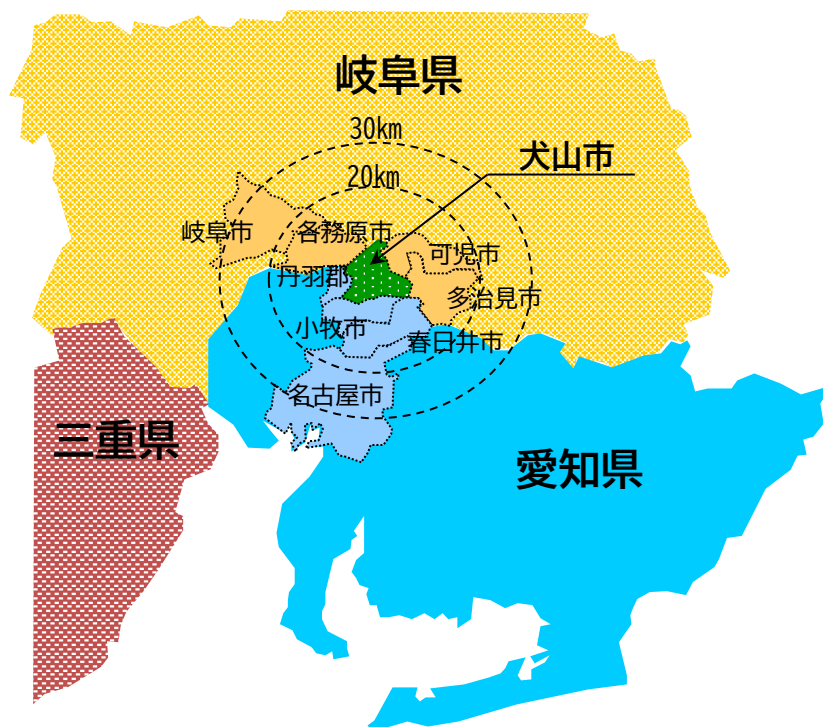 岐阜県
30km
犬山市
20km
岐阜市
各務原市
可児市
丹羽郡
多治見市
小牧市
春日井市
名古屋市
三重県
愛知県